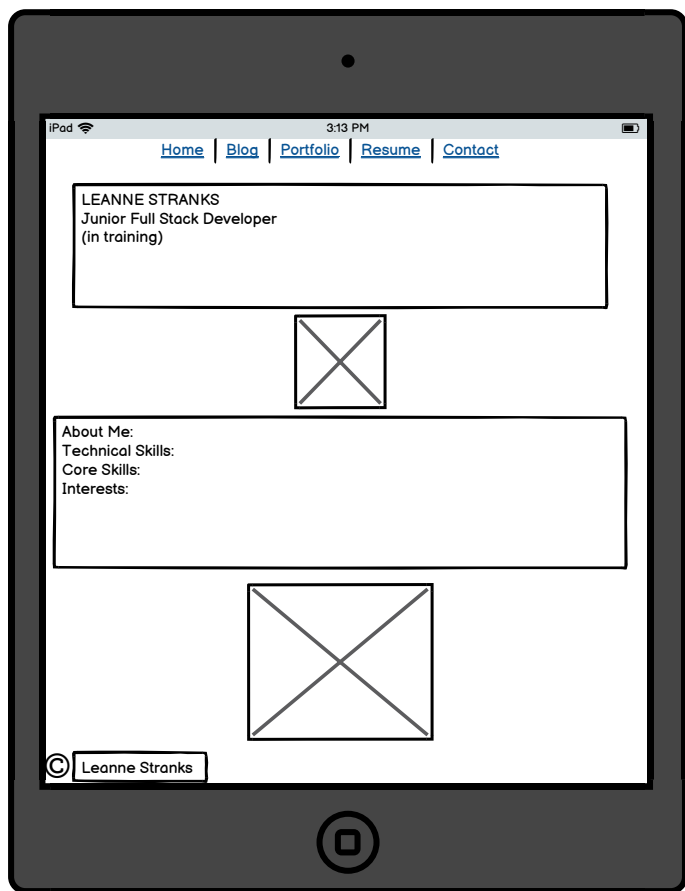 iPad 3:13 PM
Home Blog Portfolio Resume Contact
LEANNE STRANKS
Junior Full Stack Developer
(in training)
About Me:
Technical Skills:
Core Skills:
Interests:
© Leanne Stranks